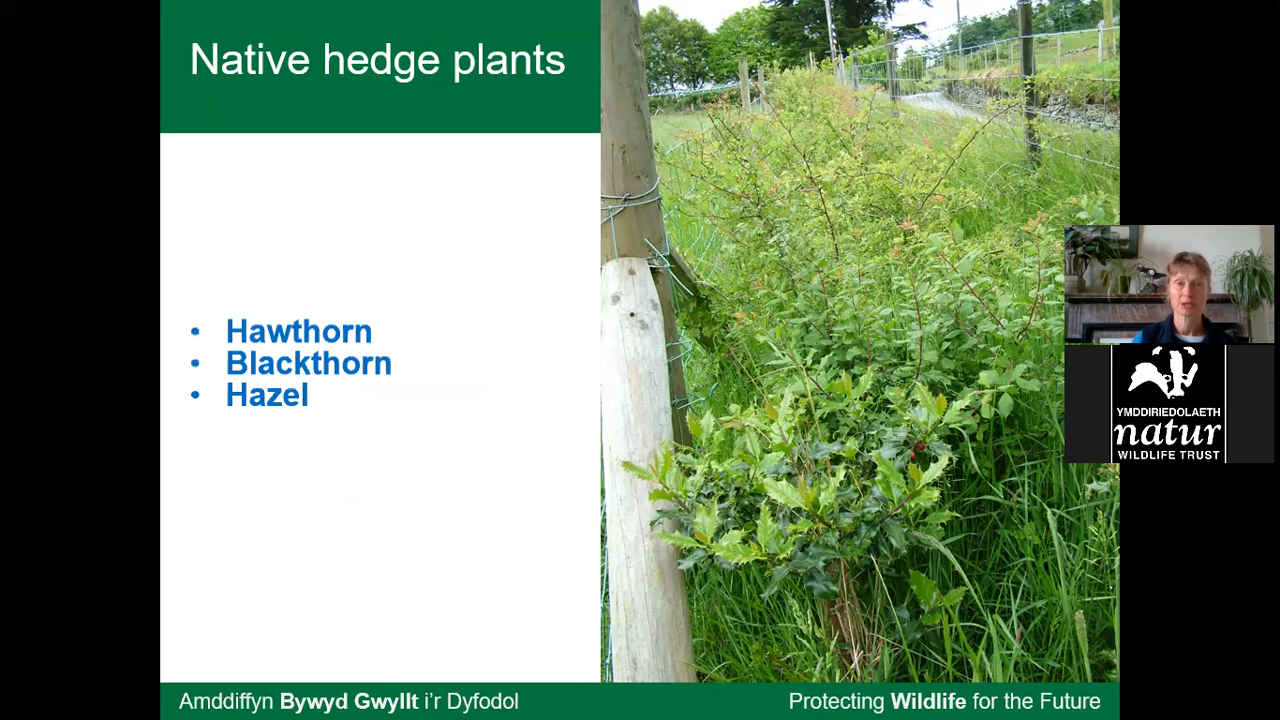 Native hedge plants
• Hawthorn
• Blackthorn
• Hazel
YMDDIRIEDOLAETH
natur
WILDLIFE TRUST
Amddiffyn Bywyd Gwyllt i'r Dyfodol
Protecting Wildlife for the Future